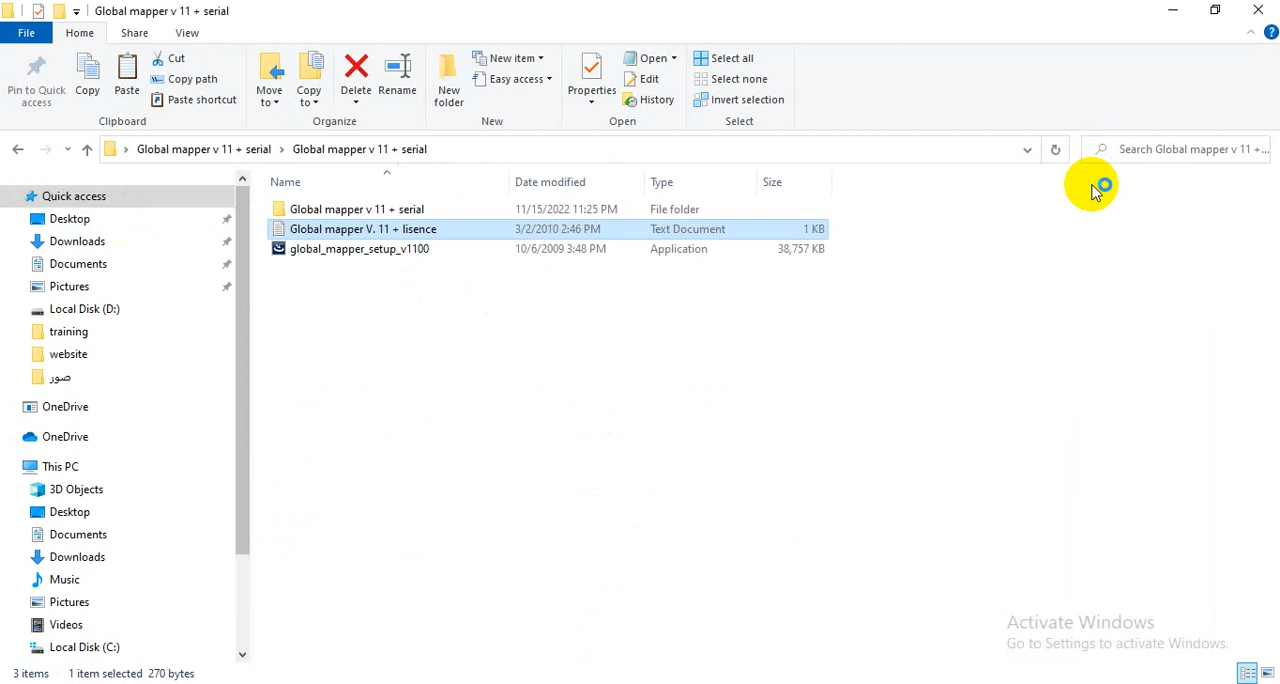 Global mapper v 11 + serial
File Home Share View
Pin to Quick access
Copy
Paste
Cut
Copy path
Paste shortcut
Clipboard
Move to
Copy to
Delete
Rename
Organize
New folder
New item
Easy access
New
Properties
Open
Edit
History
Open
Select all
Select none
Invert selection
Select
Global mapper v 11 + serial > Global mapper v 11 + serial
Search Global mapper v 11 +...
Name Date modified Type Size
Global mapper v 11 + serial 11/15/2022 11:25 PM File folder
Global mapper V. 11 + lisence 3/2/2010 2:46 PM Text Document 1 KB
global_mapper_setup_v1100 10/6/2009 3:48 PM Application 38,757 KB
Quick access
Desktop
Downloads
Documents
Pictures
Local Disk (D:)
training
website
صور
OneDrive
OneDrive
This PC
3D Objects
Desktop
Documents
Downloads
Music
Pictures
Videos
Local Disk (C:)
Activate Windows
Go to Settings to activate Windows.
3 items 1 item selected 270 bytes